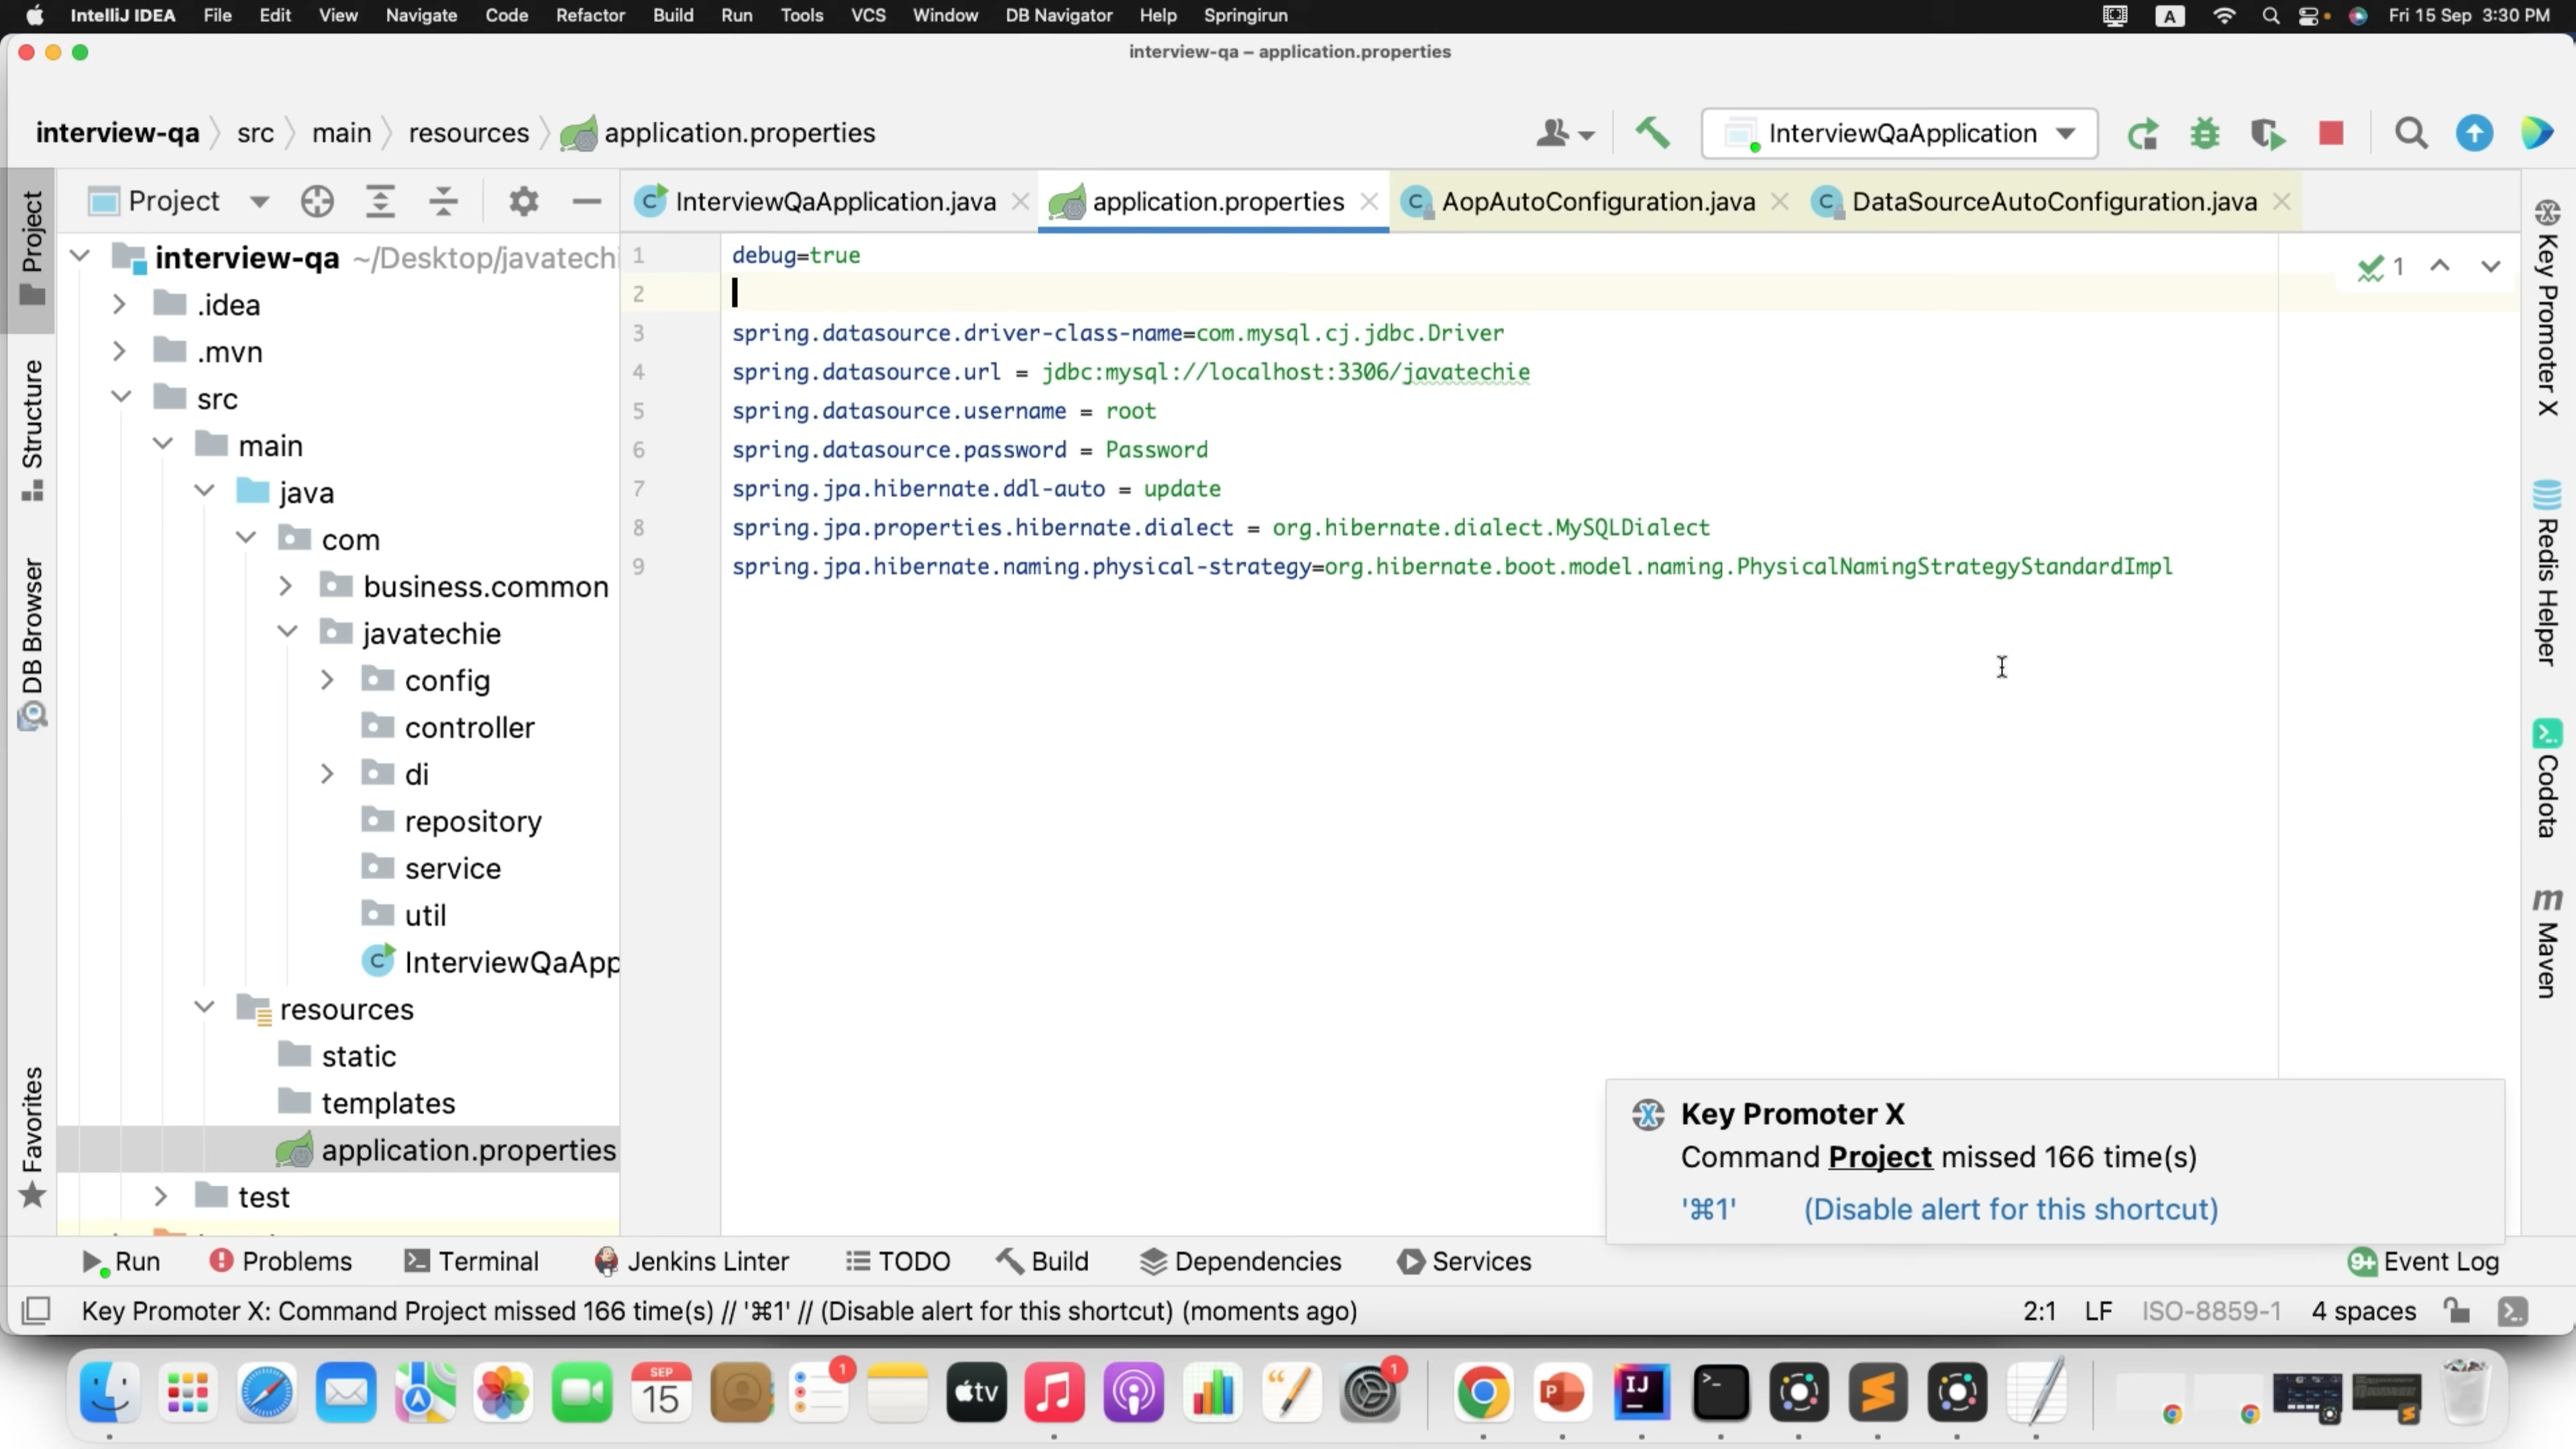 IntelliJ IDEA File Edit View Navigate Code Refactor Build Run Tools VCS Window DB Navigator Help Springirun A Fri 15 Sep 3:30 PM
interview-qa – application.properties
interview-qa src main resources application.properties InterviewQaApplication
Project
InterviewQaApplication.java application.properties AopAutoConfiguration.java DataSourceAutoConfiguration.java
Project
Structure
DB Browser
Favorites
interview-qa ~/Desktop/javatechi
.idea
.mvn
src
main
java
com
business.common
javatechie
config
controller
di
repository
service
util
InterviewQaApp
resources
static
templates
application.properties
test
1 debug=true
2
3 spring.datasource.driver-class-name=com.mysql.cj.jdbc.Driver
4 spring.datasource.url = jdbc:mysql://localhost:3306/javatechie
5 spring.datasource.username = root
6 spring.datasource.password = Password
7 spring.jpa.hibernate.ddl-auto = update
8 spring.jpa.properties.hibernate.dialect = org.hibernate.dialect.MySQLDialect
9 spring.jpa.hibernate.naming.physical-strategy=org.hibernate.boot.model.naming.PhysicalNamingStrategyStandardImpl
1
Key Promoter X
Redis Helper
Codota
Maven
Key Promoter X
Command Project missed 166 time(s)
'⌘1' (Disable alert for this shortcut)
Run Problems Terminal Jenkins Linter TODO Build Dependencies Services 9+ Event Log
Key Promoter X: Command Project missed 166 time(s) // '⌘1' // (Disable alert for this shortcut) (moments ago) 2:1 LF ISO-8859-1 4 spaces
SEP
15
1
tv
1
P
IJ